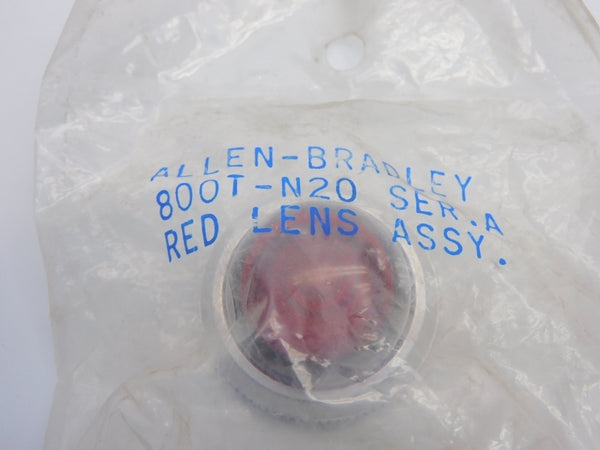 ALLEN-BRADLEY
800T-N20 SER.A
RED LENS ASSY.